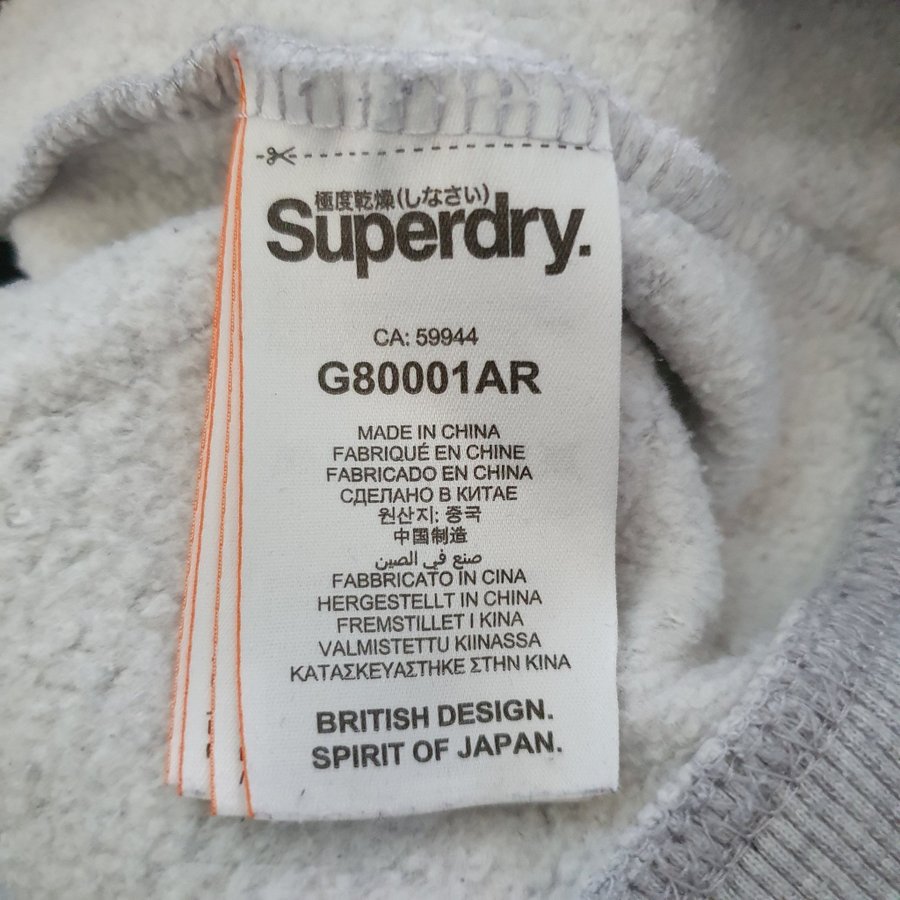 極度乾燥(しなさい)
Superdry.
CA: 59944
G80001AR
MADE IN CHINA
FABRIQUÉ EN CHINE
FABRICADO EN CHINA
СДЕЛАНО В КИТАЕ
원산지: 중국
中国制造
صنع في الصين
FABBRICATO IN CINA
HERGESTELLT IN CHINA
FREMSTILLET I KINA
VALMISTETTU KIINASSA
ΚΑΤΑΣΚΕΥΑΣΤΗΚΕ ΣΤΗΝ ΚΙΝΑ
BRITISH DESIGN.
SPIRIT OF JAPAN.